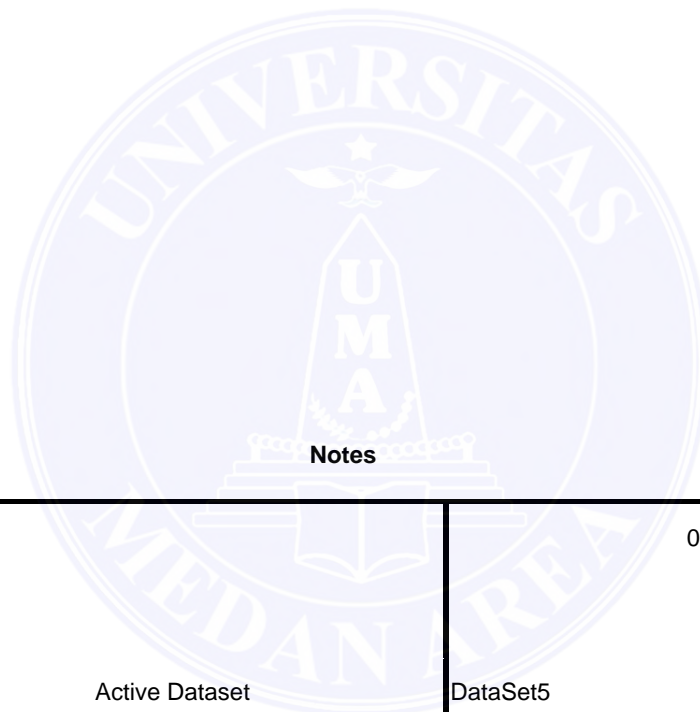 UNIVERSITAS
U
M
A
Notes
0
Active Dataset
DataSet5
MEDAN AREA